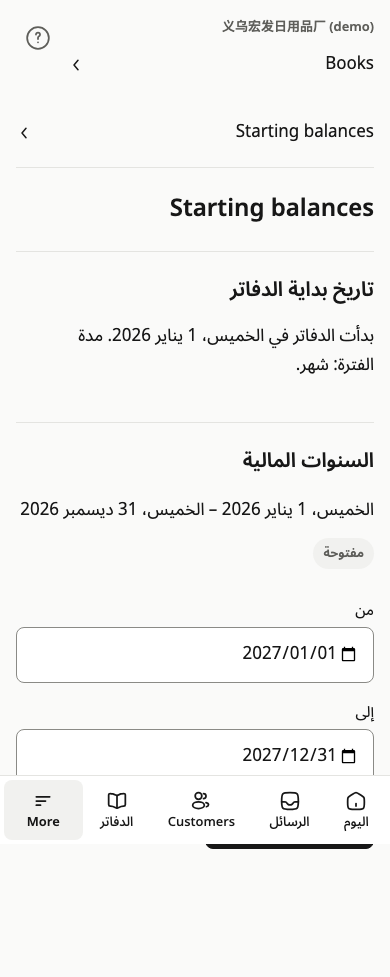 义乌宏发日用品厂 (demo)
Books
Starting balances
Starting balances
تاريخ بداية الدفاتر
بدأت الدفاتر في الخميس، 1 يناير 2026. مدة
الفترة: شهر.
السنوات المالية
الخميس، 1 يناير 2026 – الخميس، 31 ديسمبر 2026
مفتوحة
من
2027/01/01
إلى
2027/12/31
اليوم
الرسائل
Customers
الدفاتر
More